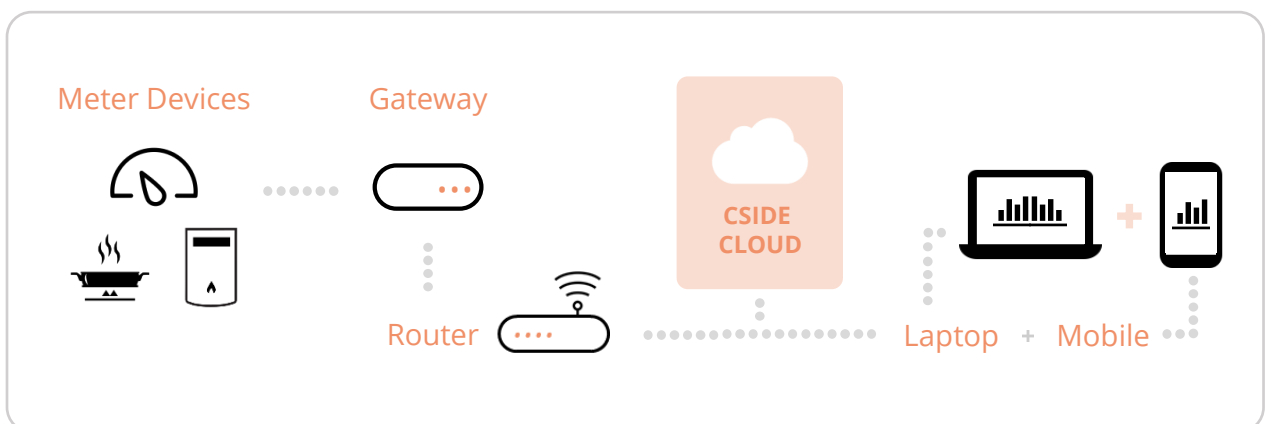 Meter Devices
Gateway
CSIDE
CLOUD
Router
Laptop + Mobile